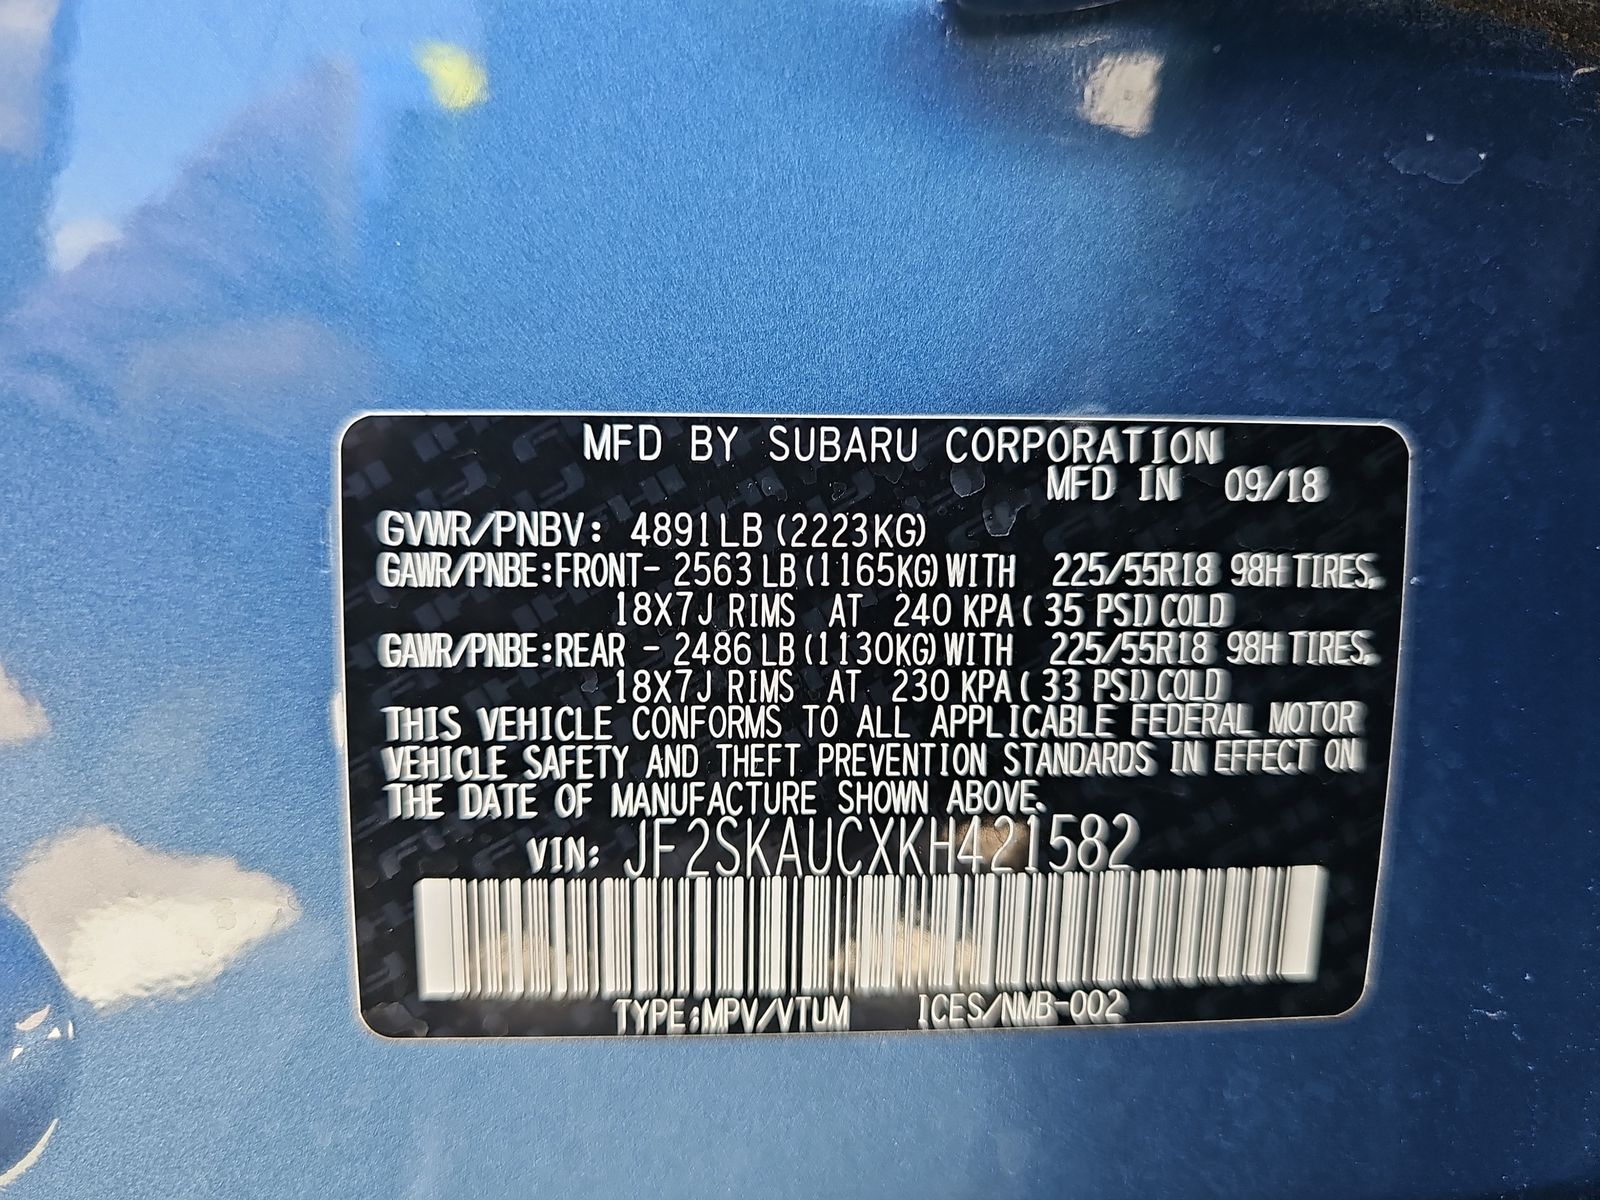 MFD BY SUBARU CORPORATION
MFD IN 09/18
GVWR/PNBV: 4891LB (2223KG)
GAWR/PNBE:FRONT- 2563 LB (1165KG) WITH 225/55R18 98H TIRES,
18X7J RIMS AT 240 KPA ( 35 PSI) COLD
GAWR/PNBE:REAR - 2486 LB (1130KG) WITH 225/55R18 98H TIRES,
18X7J RIMS AT 230 KPA ( 33 PSI) COLD
THIS VEHICLE CONFORMS TO ALL APPLICABLE FEDERAL MOTOR
VEHICLE SAFETY AND THEFT PREVENTION STANDARDS IN EFFECT ON
THE DATE OF MANUFACTURE SHOWN ABOVE.
VIN: JF2SKAUCXKH421582
TYPE:MPV/VTUM ICES/NMB-002